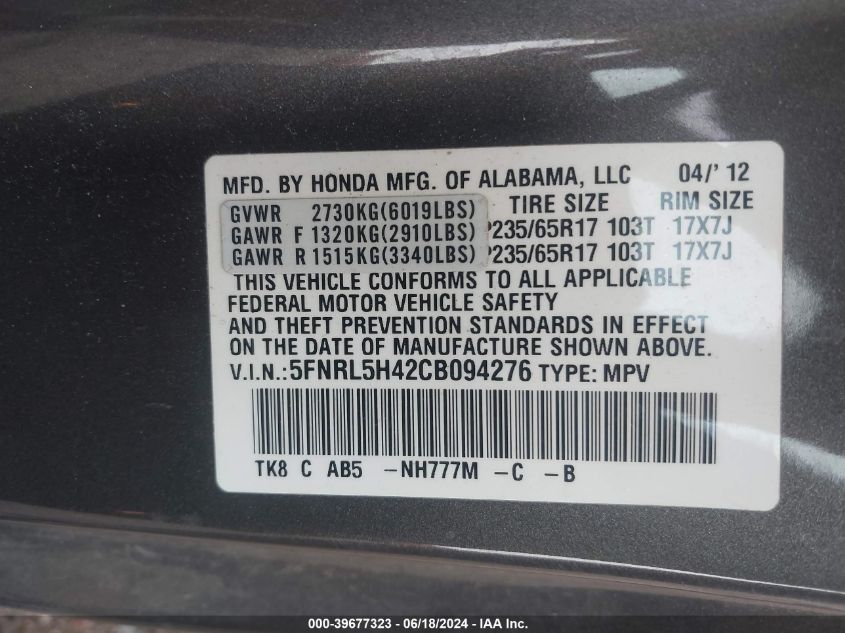 MFD. BY HONDA MFG. OF ALABAMA, LLC 04/' 12
TIRE SIZE RIM SIZE
GVWR 2730KG(6019LBS)
GAWR F 1320KG(2910LBS) P235/65R17 103T 17X7J
GAWR R 1515KG(3340LBS) P235/65R17 103T 17X7J
THIS VEHICLE CONFORMS TO ALL APPLICABLE
FEDERAL MOTOR VEHICLE SAFETY
AND THEFT PREVENTION STANDARDS IN EFFECT
ON THE DATE OF MANUFACTURE SHOWN ABOVE.
V.I.N.:5FNRL5H42CB094276 TYPE: MPV
TK8 C AB5 -NH777M -C -B
000-39677323 - 06/18/2024 - IAA Inc.